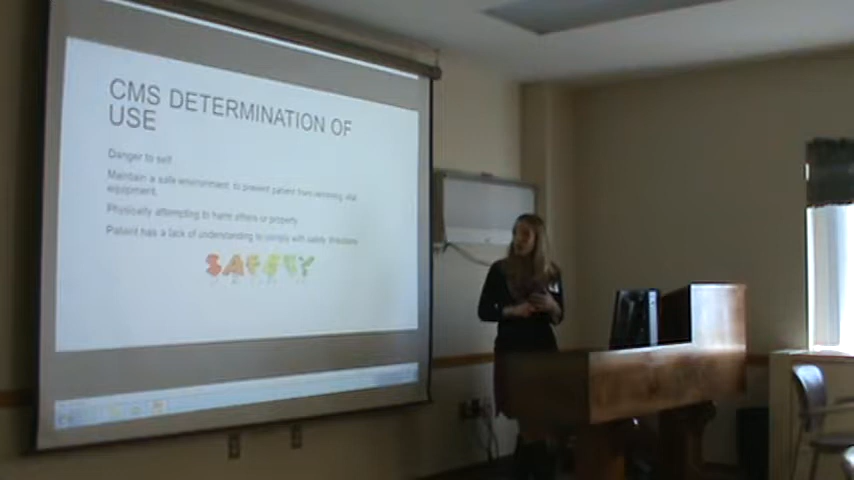 CMS DETERMINATION OF
USE
Danger to self
Maintain a safe environment to prevent patient from removing vital
equipment.
Physically attempting to harm others or property
Patient has a lack of understanding to comply with safety directions
SAFETY